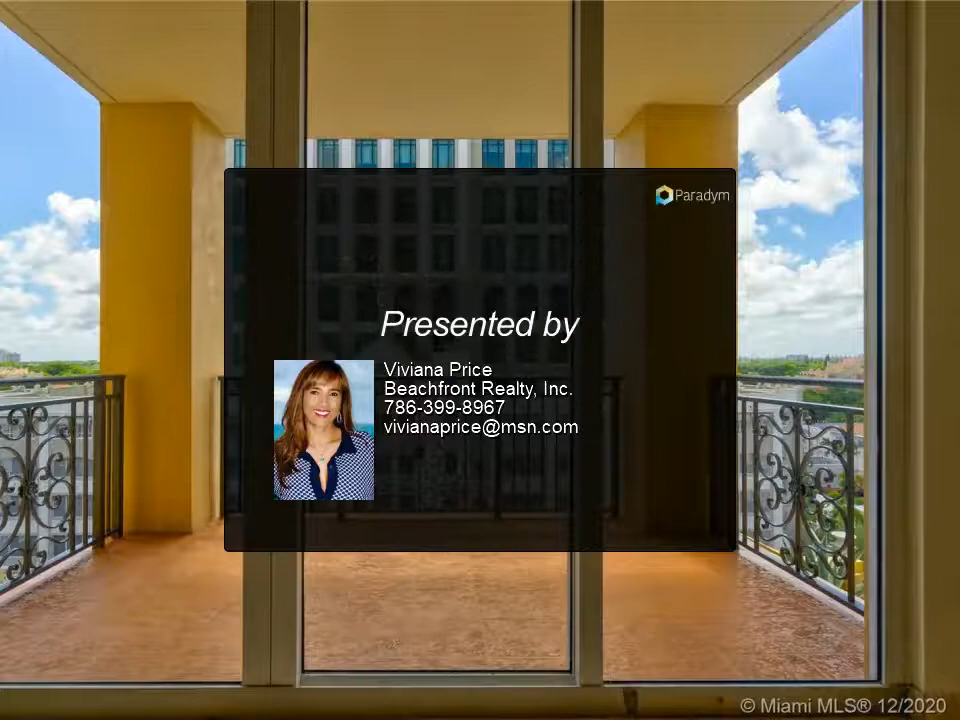 Paradym
Presented by
Viviana Price
Beachfront Realty, Inc.
786-399-8967
vivianaprice@msn.com
© Miami MLS® 12/2020